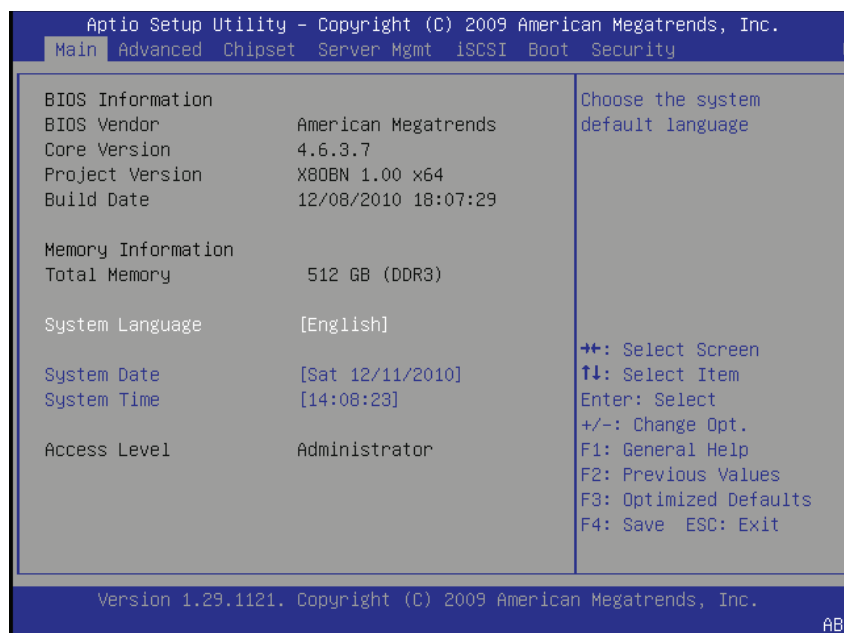 Aptio Setup Utility – Copyright (C) 2009 American Megatrends, Inc.
Main Advanced Chipset Server Mgmt iSCSI Boot Security
BIOS Information
BIOS Vendor American Megatrends
Core Version 4.6.3.7
Project Version X8OBN 1.00 x64
Build Date 12/08/2010 18:07:29
Memory Information
Total Memory 512 GB (DDR3)
System Language [English]
System Date [Sat 12/11/2010]
System Time [14:08:23]
Access Level Administrator
Choose the system
default language
→←: Select Screen
↑↓: Select Item
Enter: Select
+/-: Change Opt.
F1: General Help
F2: Previous Values
F3: Optimized Defaults
F4: Save ESC: Exit
Version 1.29.1121. Copyright (C) 2009 American Megatrends, Inc.
AB